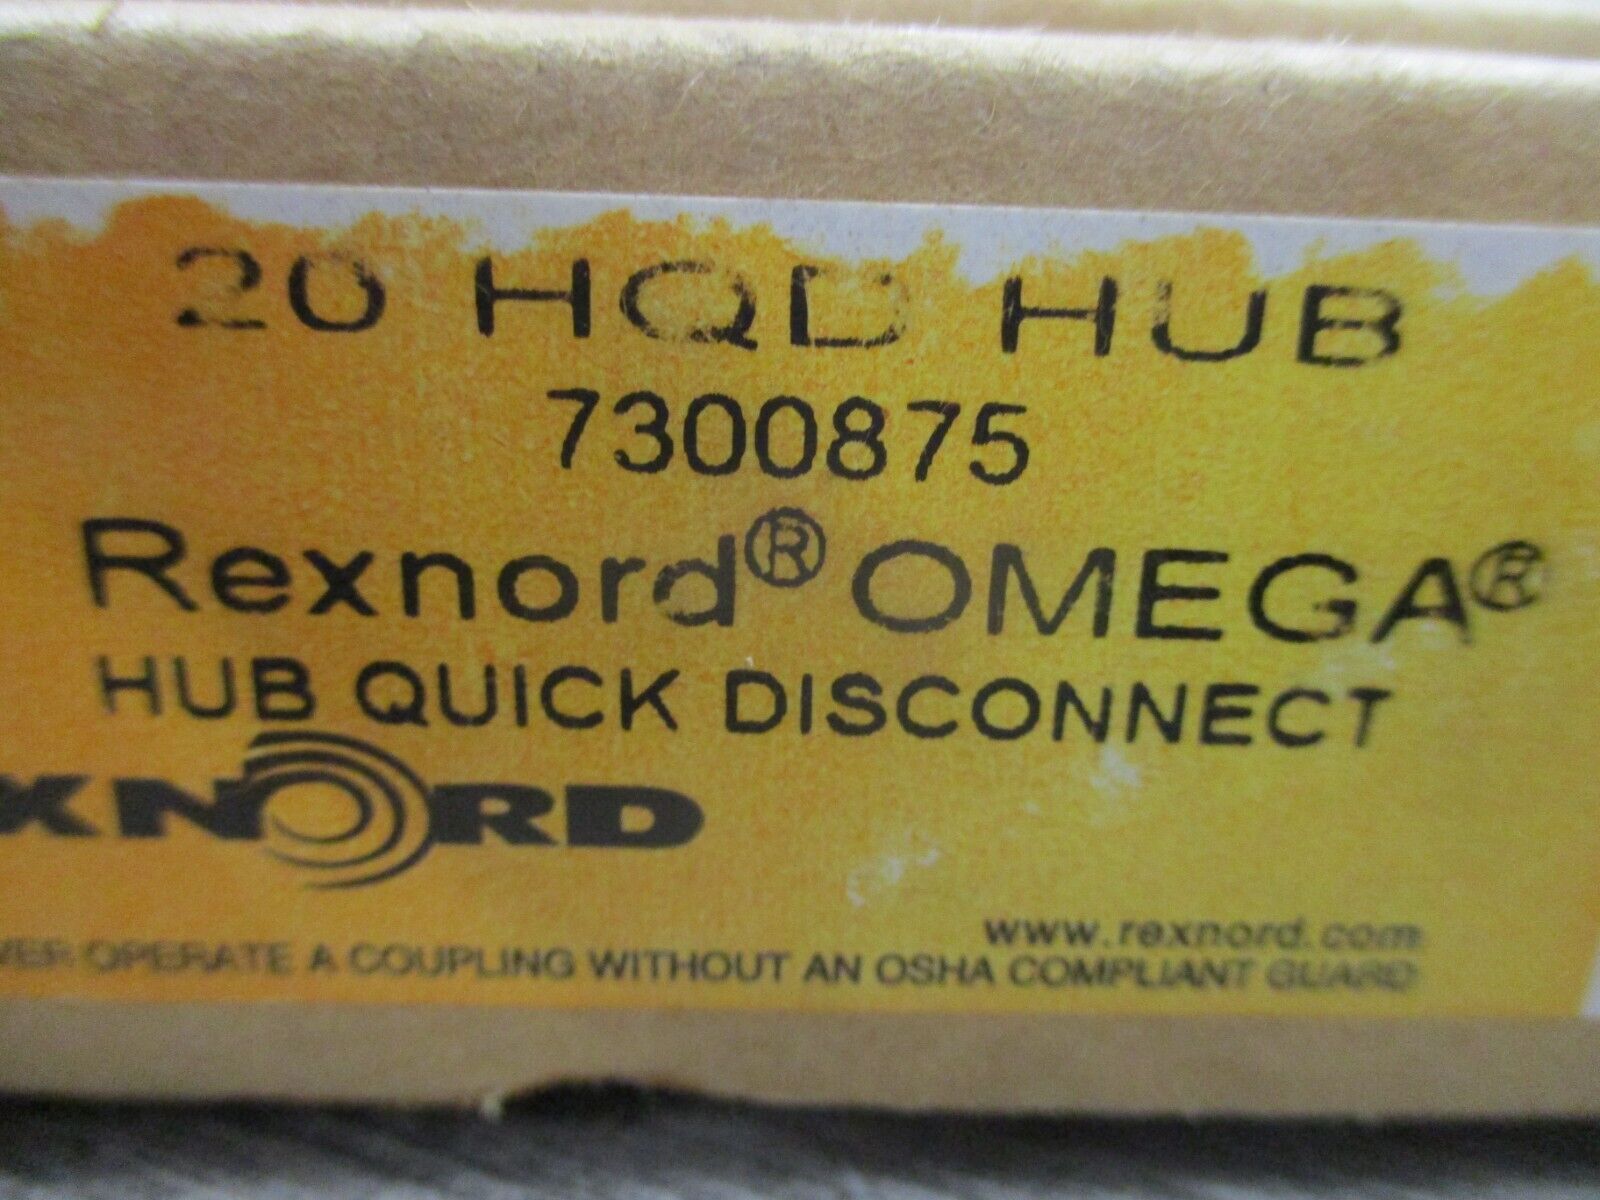 20 HQD HUB
7300875
Rexnord® OMEGA®
HUB QUICK DISCONNECT
XNORD
www.rexnord.com
OPERATE A COUPLING WITHOUT AN OSHA COMPLIANT GUARD